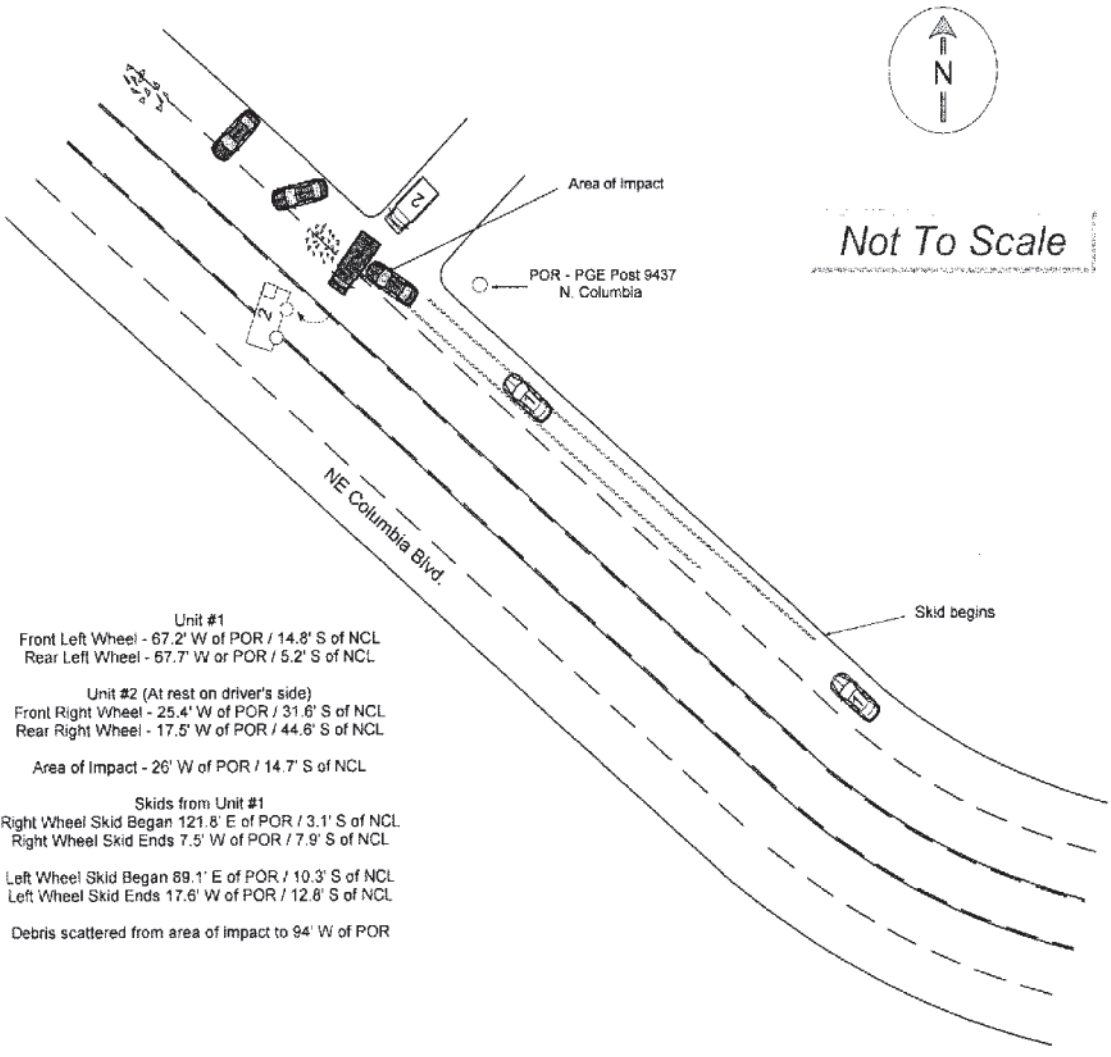 N
Area of Impact
Not To Scale
POR - PGE Post 9437
N. Columbia
2
2
1
NE Columbia Blvd.
Skid begins
1
Unit #1
Front Left Wheel - 67.2' W of POR / 14.8' S of NCL
Rear Left Wheel - 67.7' W or POR / 5.2' S of NCL
Unit #2 (At rest on driver's side)
Front Right Wheel - 25.4' W of POR / 31.6' S of NCL
Rear Right Wheel - 17.5' W of POR / 44.6' S of NCL
Area of Impact - 26' W of POR / 14.7' S of NCL
Skids from Unit #1
Right Wheel Skid Began 121.8' E of POR / 3.1' S of NCL
Right Wheel Skid Ends 7.5' W of POR / 7.9' S of NCL
Left Wheel Skid Began 89.1' E of POR / 10.3' S of NCL
Left Wheel Skid Ends 17.6' W of POR / 12.8' S of NCL
Debris scattered from area of impact to 94' W of POR